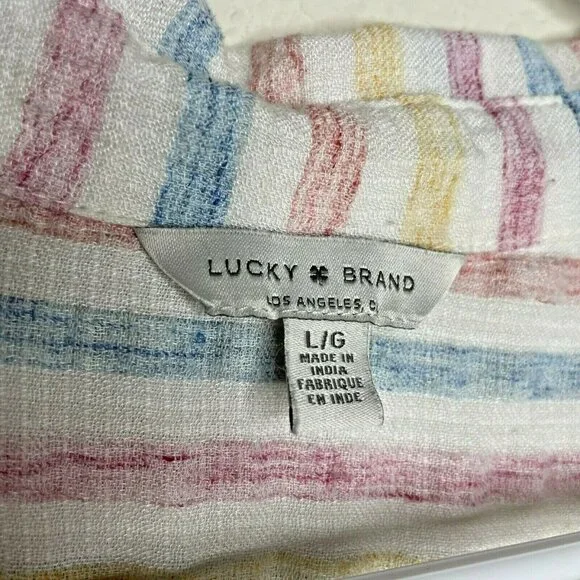 LUCKY BRAND
LOS ANGELES, C
L/G
MADE IN
INDIA
FABRIQUE
EN INDE